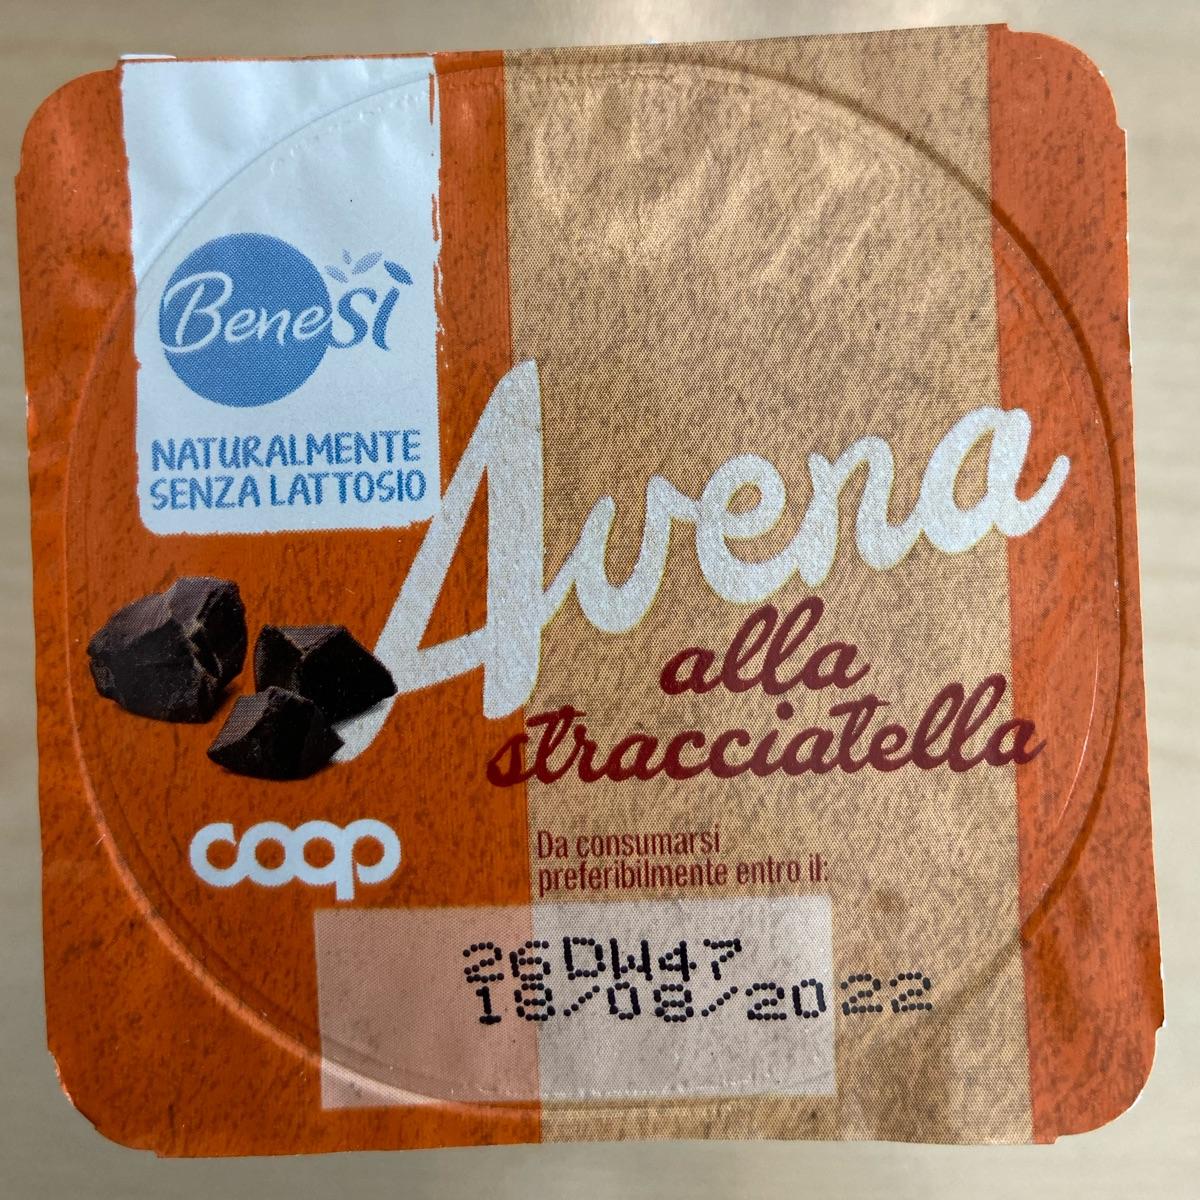 BeneSì
NATURALMENTE
SENZA LATTOSIO
Avena
alla
stracciatella
coop
Da consumarsi
preferibilmente entro il:
26DW47
18/08/2022